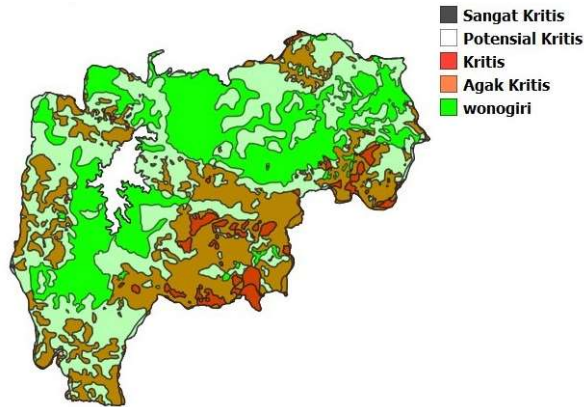 Sangat Kritis
Potensial Kritis
Kritis
Agak Kritis
wonogiri